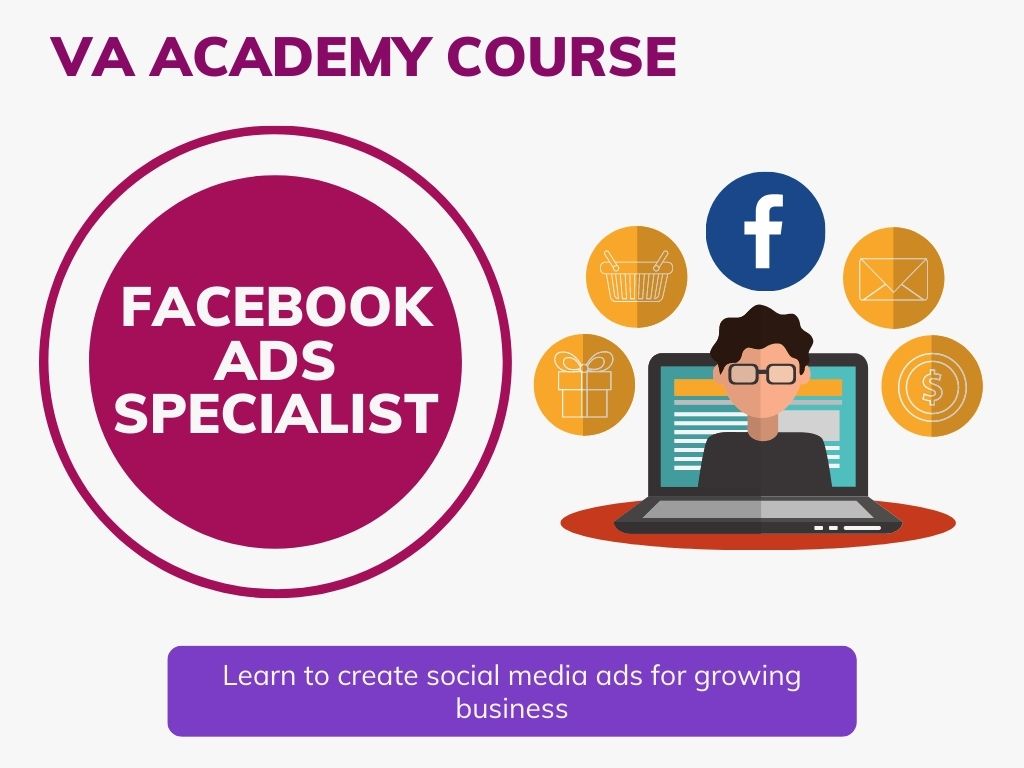 VA ACADEMY COURSE
FACEBOOK
ADS
SPECIALIST
f
$
Learn to create social media ads for growing
business